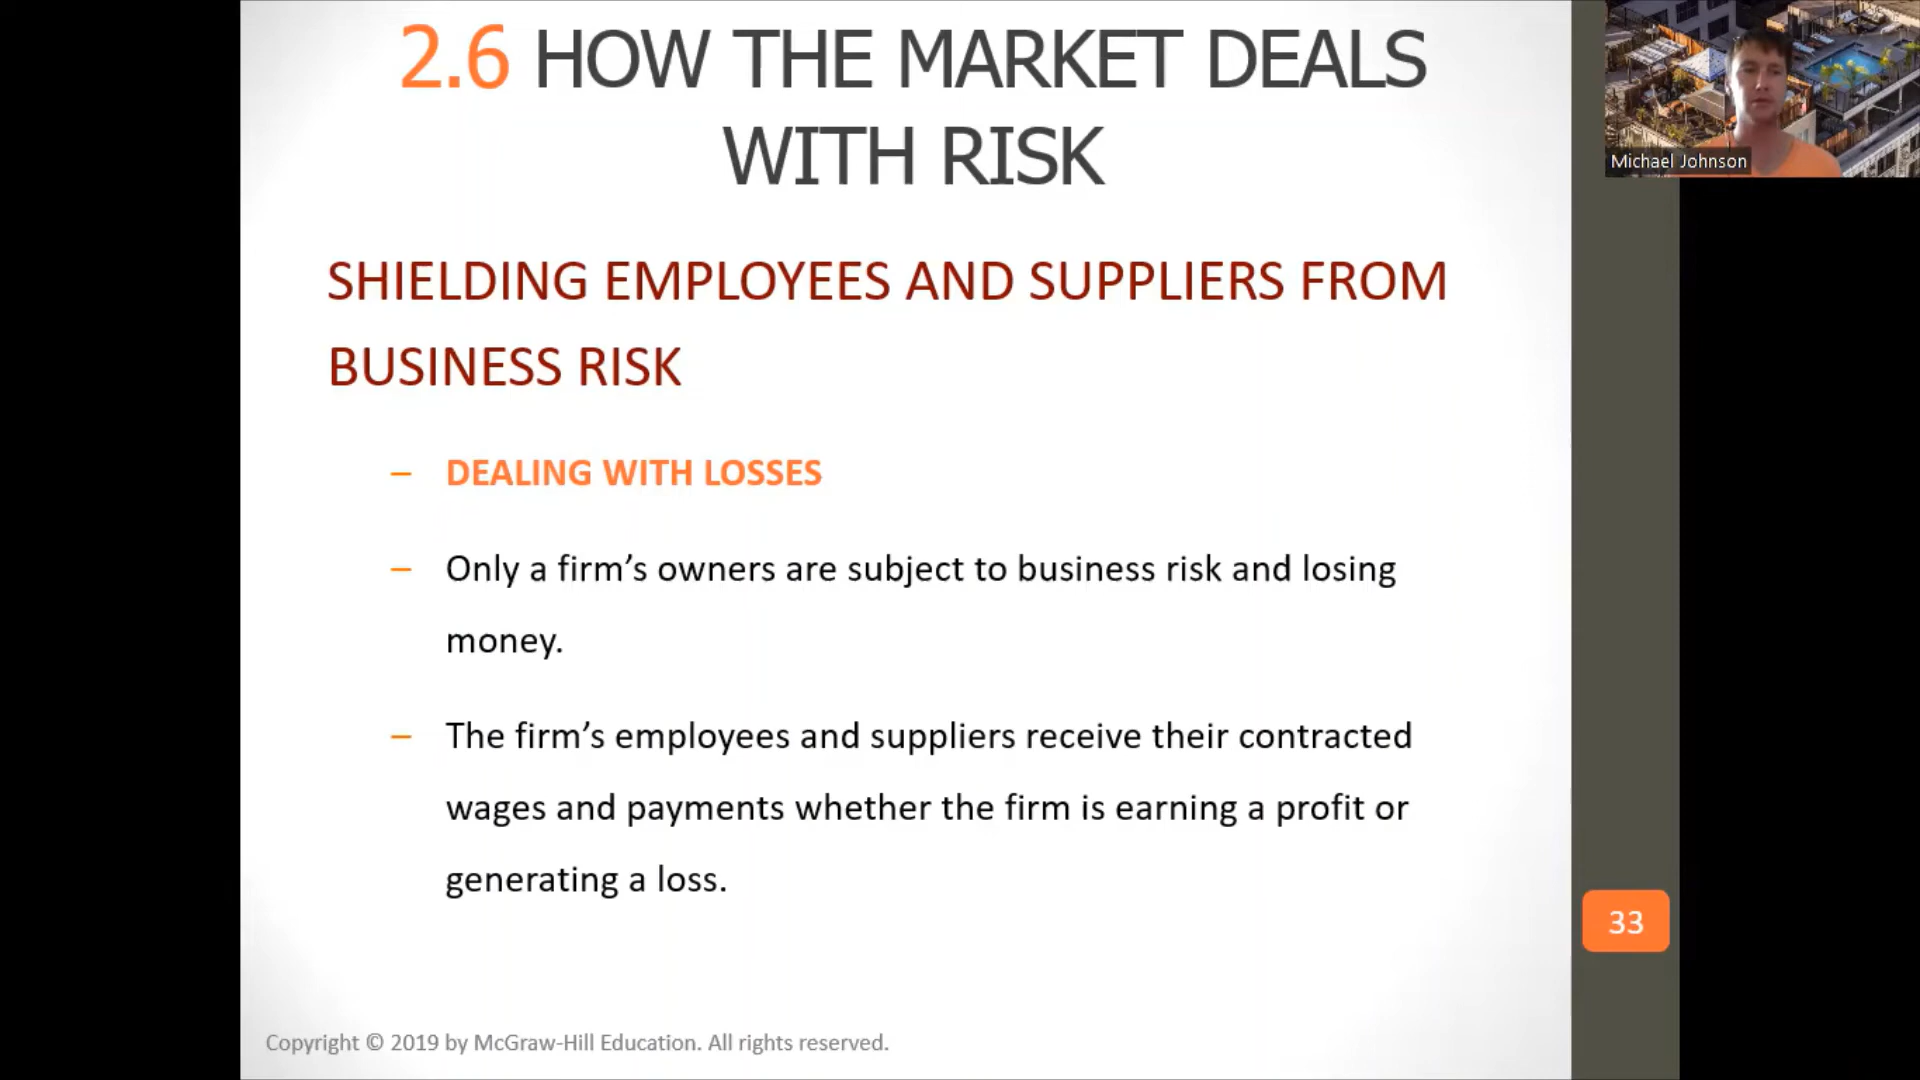 2.6 HOW THE MARKET DEALS
WITH RISK
Michael Johnson
SHIELDING EMPLOYEES AND SUPPLIERS FROM
BUSINESS RISK
– DEALING WITH LOSSES
– Only a firm’s owners are subject to business risk and losing
money.
– The firm’s employees and suppliers receive their contracted
wages and payments whether the firm is earning a profit or
generating a loss.
33
Copyright © 2019 by McGraw-Hill Education. All rights reserved.